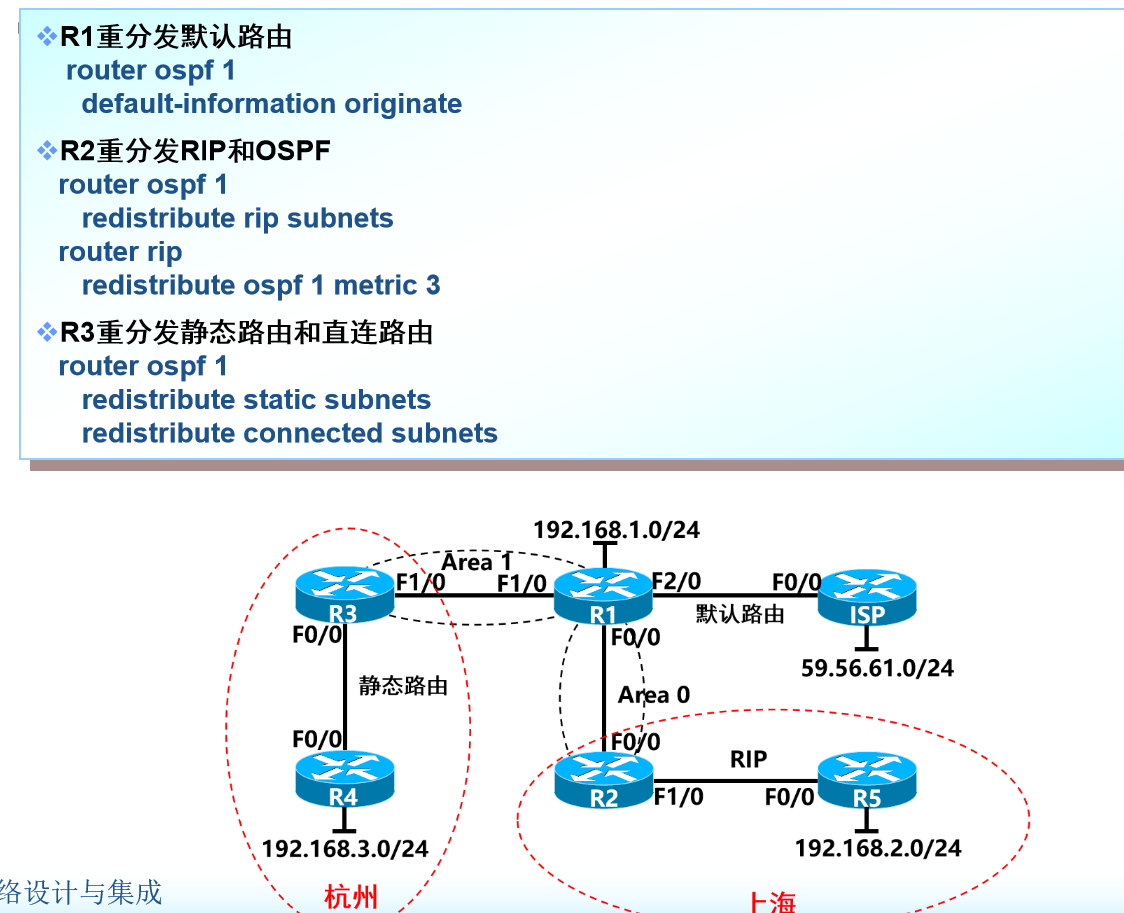 R1重分发默认路由
router ospf 1
default-information originate
R2重分发RIP和OSPF
router ospf 1
redistribute rip subnets
router rip
redistribute ospf 1 metric 3
R3重分发静态路由和直连路由
router ospf 1
redistribute static subnets
redistribute connected subnets
192.168.1.0/24
Area 1
F1/0
F1/0
F2/0
F0/0
R3
R1
ISP
默认路由
F0/0
F0/0
59.56.61.0/24
静态路由
Area 0
F0/0
F0/0
RIP
R4
R2
F1/0
F0/0
R5
192.168.3.0/24
192.168.2.0/24
络设计与集成
杭州
上海